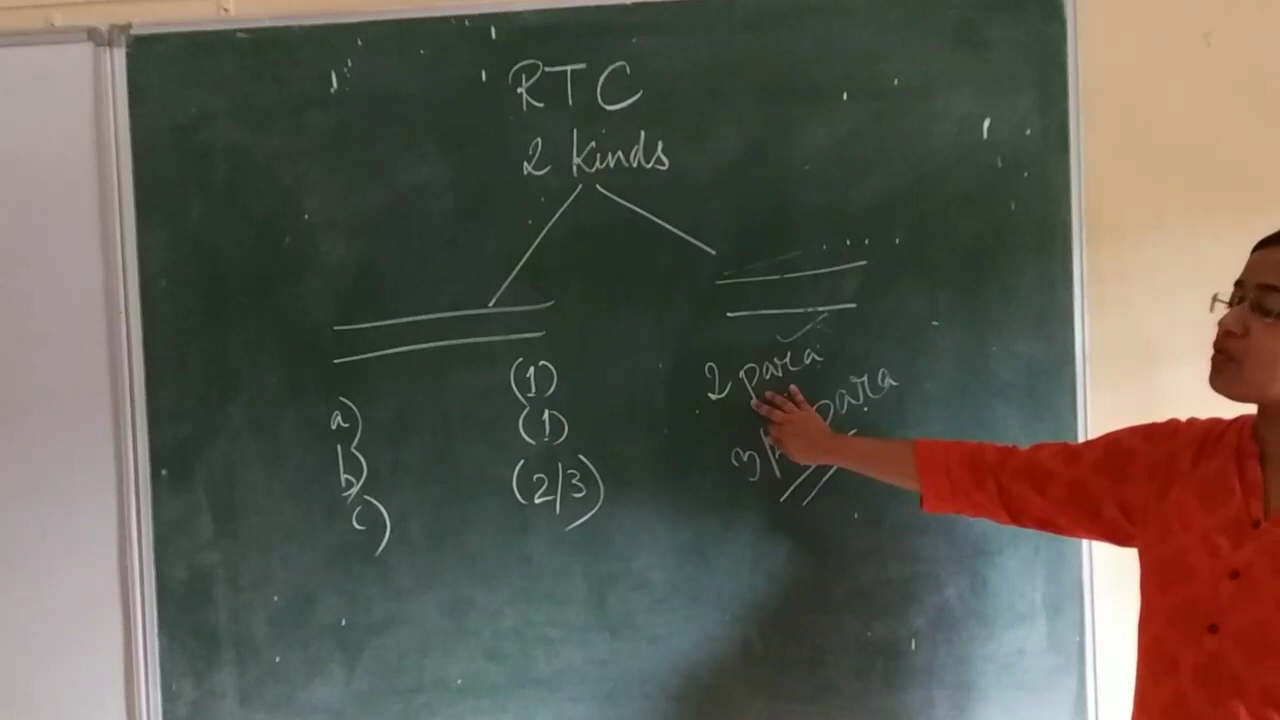 RTC
2 kinds
a)
b)
c)
(1)
(1)
(2/3)
2 para
para